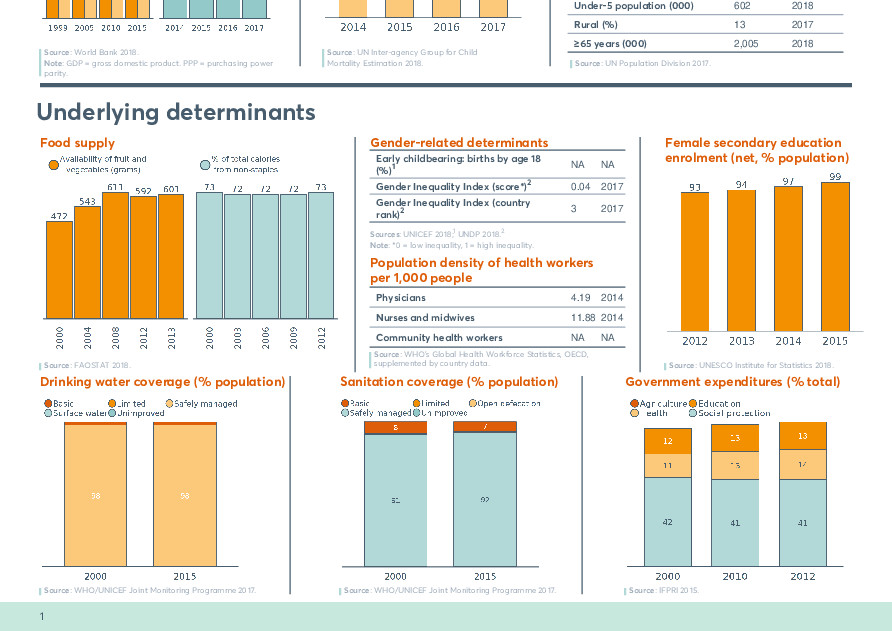 1999 2005 2010 2015
2014 2015 2016 2017
Source: World Bank 2018.
Note: GDP = gross domestic product. PPP = purchasing power
parity.
2014 2015 2016 2017
Source: UN Inter-agency Group for Child
Mortality Estimation 2018.
Under-5 population (000) 602 2018
Rural (%) 13 2017
≥65 years (000) 2,005 2018
Source: UN Population Division 2017.
Underlying determinants
Food supply
Availability of fruit and
vegetables (grams)
% of total calories
from non-staples
472 543 611 592 601
73 72 72 72 73
2000 2004 2008 2012 2013
2000 2003 2006 2009 2012
Source: FAOSTAT 2018.
Gender-related determinants
Early childbearing: births by age 18
(%)¹ NA NA
Gender Inequality Index (score*)² 0.04 2017
Gender Inequality Index (country
rank)² 3 2017
Sources: UNICEF 2018,¹ UNDP 2018.²
Note: *0 = low inequality, 1 = high inequality.
Population density of health workers
per 1,000 people
Physicians 4.19 2014
Nurses and midwives 11.88 2014
Community health workers NA NA
Source: WHO's Global Health Workforce Statistics, OECD,
supplemented by country data.
Female secondary education
enrolment (net, % population)
93 94 97 99
2012 2013 2014 2015
Source: UNESCO Institute for Statistics 2018.
Drinking water coverage (% population)
Basic Limited Safely managed
Surface water Unimproved
2000 2015
Source: WHO/UNICEF Joint Monitoring Programme 2017.
Sanitation coverage (% population)
Basic Limited Open defecation
Safely managed Unimproved
7
92
2000 2015
Source: WHO/UNICEF Joint Monitoring Programme 2017.
Government expenditures (% total)
Agriculture Education
Health Social protection
12 13 13
11 13 14
42 41 41
2000 2010 2012
Source: IFPRI 2015.
1